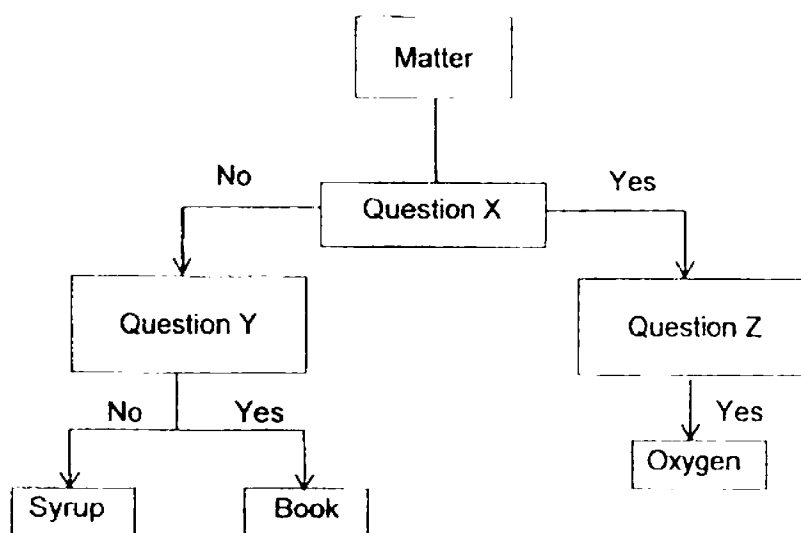 Matter
No
Yes
Question X
Question Y
Question Z
No
Yes
Yes
Syrup
Book
Oxygen